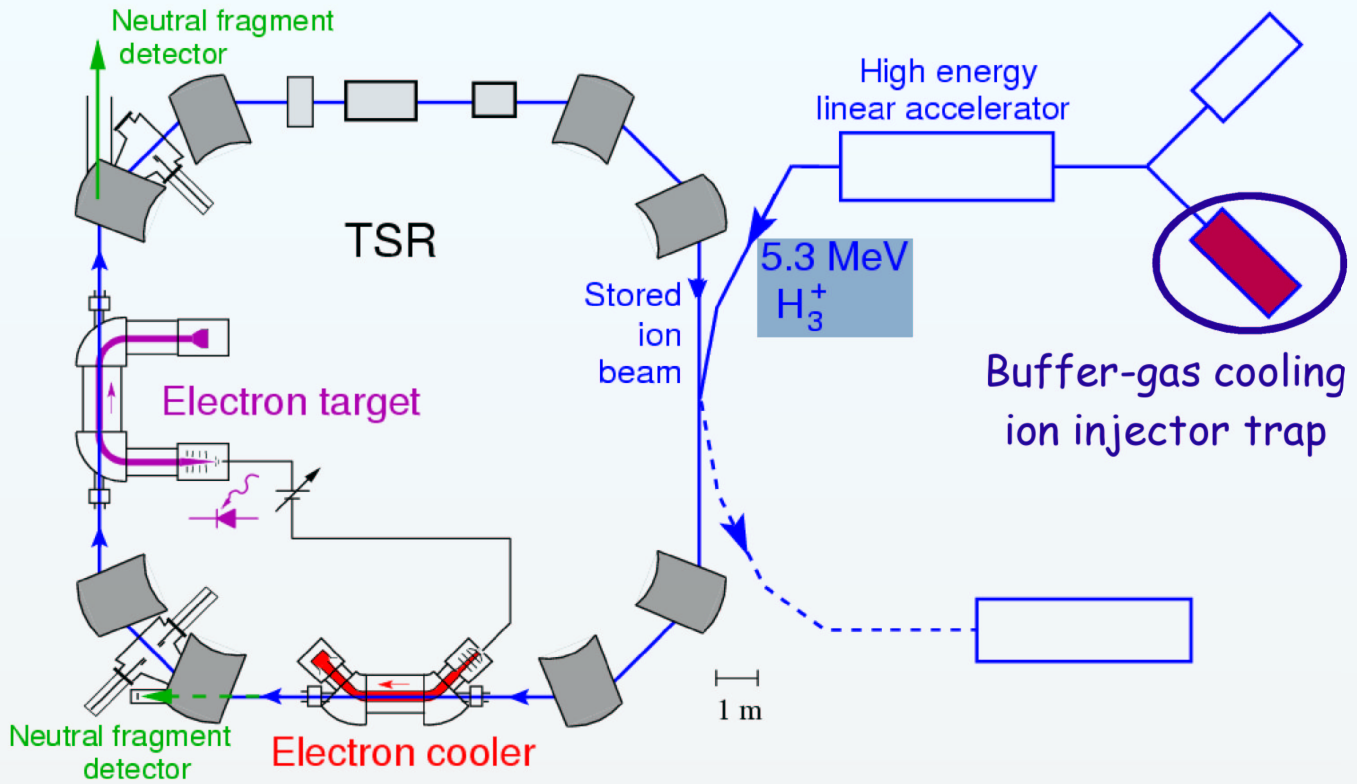 Neutral fragment
detector
High energy
linear accelerator
TSR
5.3 MeV
H₃⁺
Stored
ion
beam
Buffer-gas cooling
ion injector trap
Electron target
1 m
Neutral fragment
detector
Electron cooler